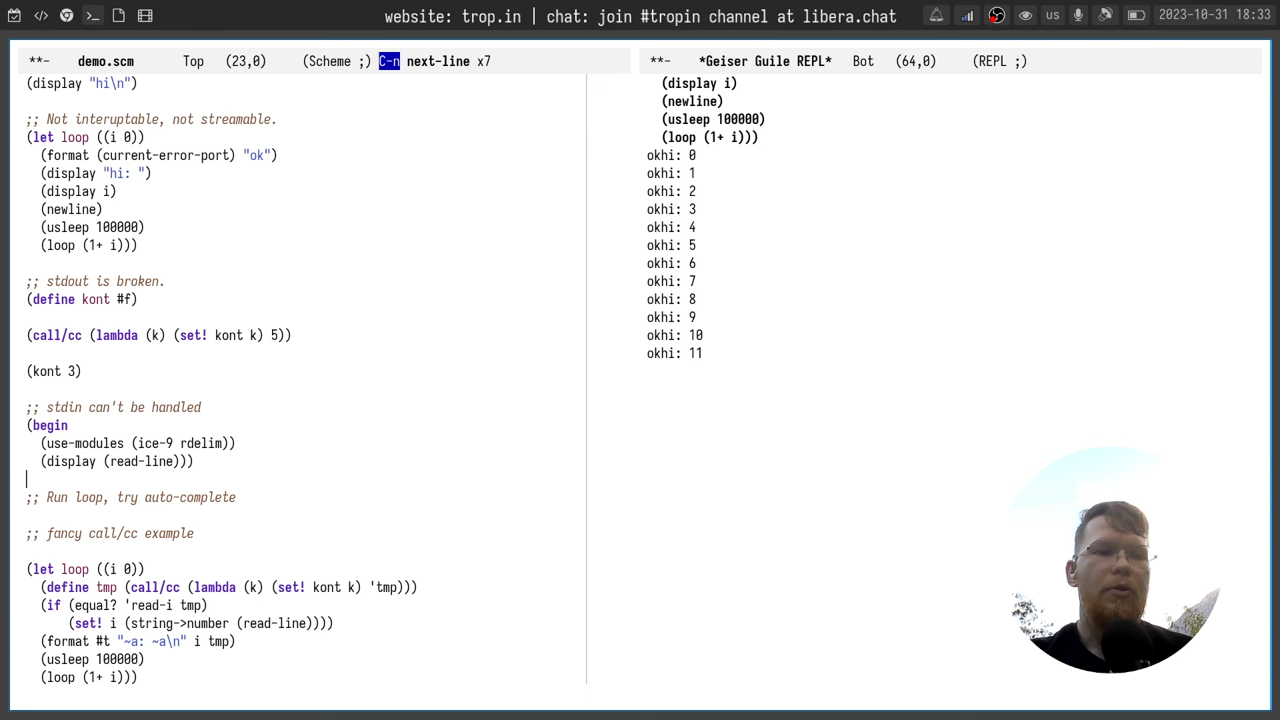 website: trop.in | chat: join #tropin channel at libera.chat
us
2023-10-31 18:33
**- demo.scm Top (23,0) (Scheme ;) C-n next-line x7
(display "hi\n")
;; Not interuptable, not streamable.
(let loop ((i 0))
(format (current-error-port) "ok")
(display "hi: ")
(display i)
(newline)
(usleep 100000)
(loop (1+ i)))
;; stdout is broken.
(define kont #f)
(call/cc (lambda (k) (set! kont k) 5))
(kont 3)
;; stdin can't be handled
(begin
(use-modules (ice-9 rdelim))
(display (read-line)))
;; Run loop, try auto-complete
;; fancy call/cc example
(let loop ((i 0))
(define tmp (call/cc (lambda (k) (set! kont k) 'tmp)))
(if (equal? 'read-i tmp)
(set! i (string->number (read-line))))
(format #t "~a: ~a\n" i tmp)
(usleep 100000)
(loop (1+ i)))
**- *Geiser Guile REPL* Bot (64,0) (REPL ;)
(display i)
(newline)
(usleep 100000)
(loop (1+ i)))
okhi: 0
okhi: 1
okhi: 2
okhi: 3
okhi: 4
okhi: 5
okhi: 6
okhi: 7
okhi: 8
okhi: 9
okhi: 10
okhi: 11